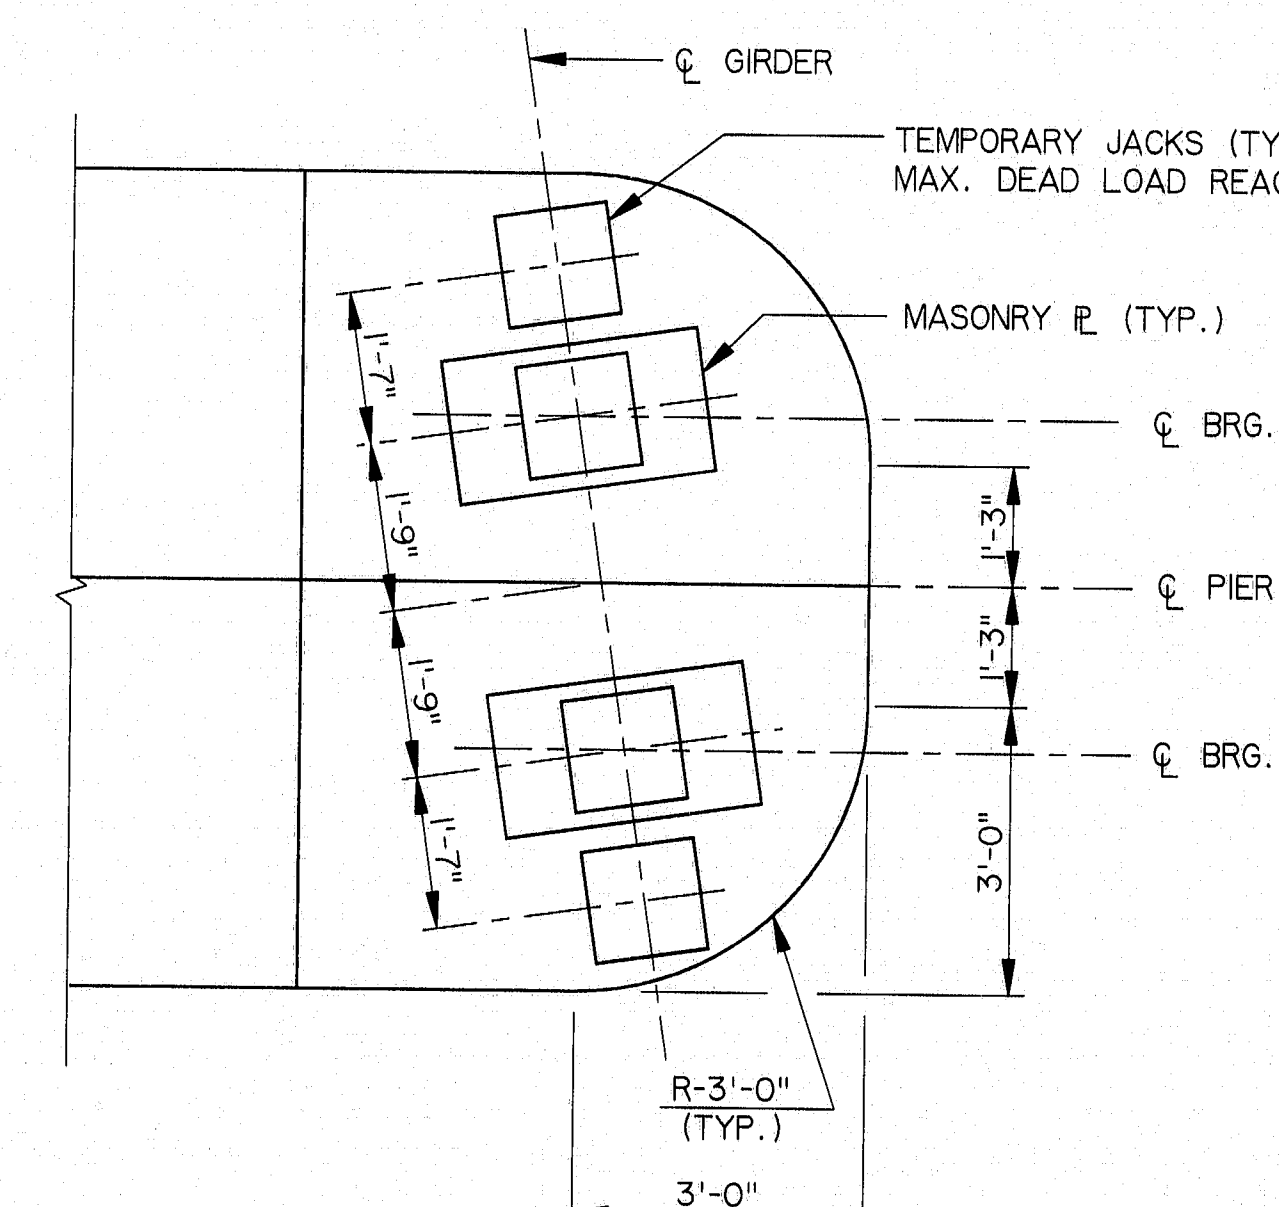 ℄ GIRDER
TEMPORARY JACKS (TY
MAX. DEAD LOAD REAC
MASONRY ⅊ (TYP.)
1'-7"
℄ BRG.
1'-9"
1'-3"
℄ PIER
1'-3"
1'-9"
℄ BRG.
1'-7"
3'-0"
R-3'-0"
(TYP.)
3'-0"